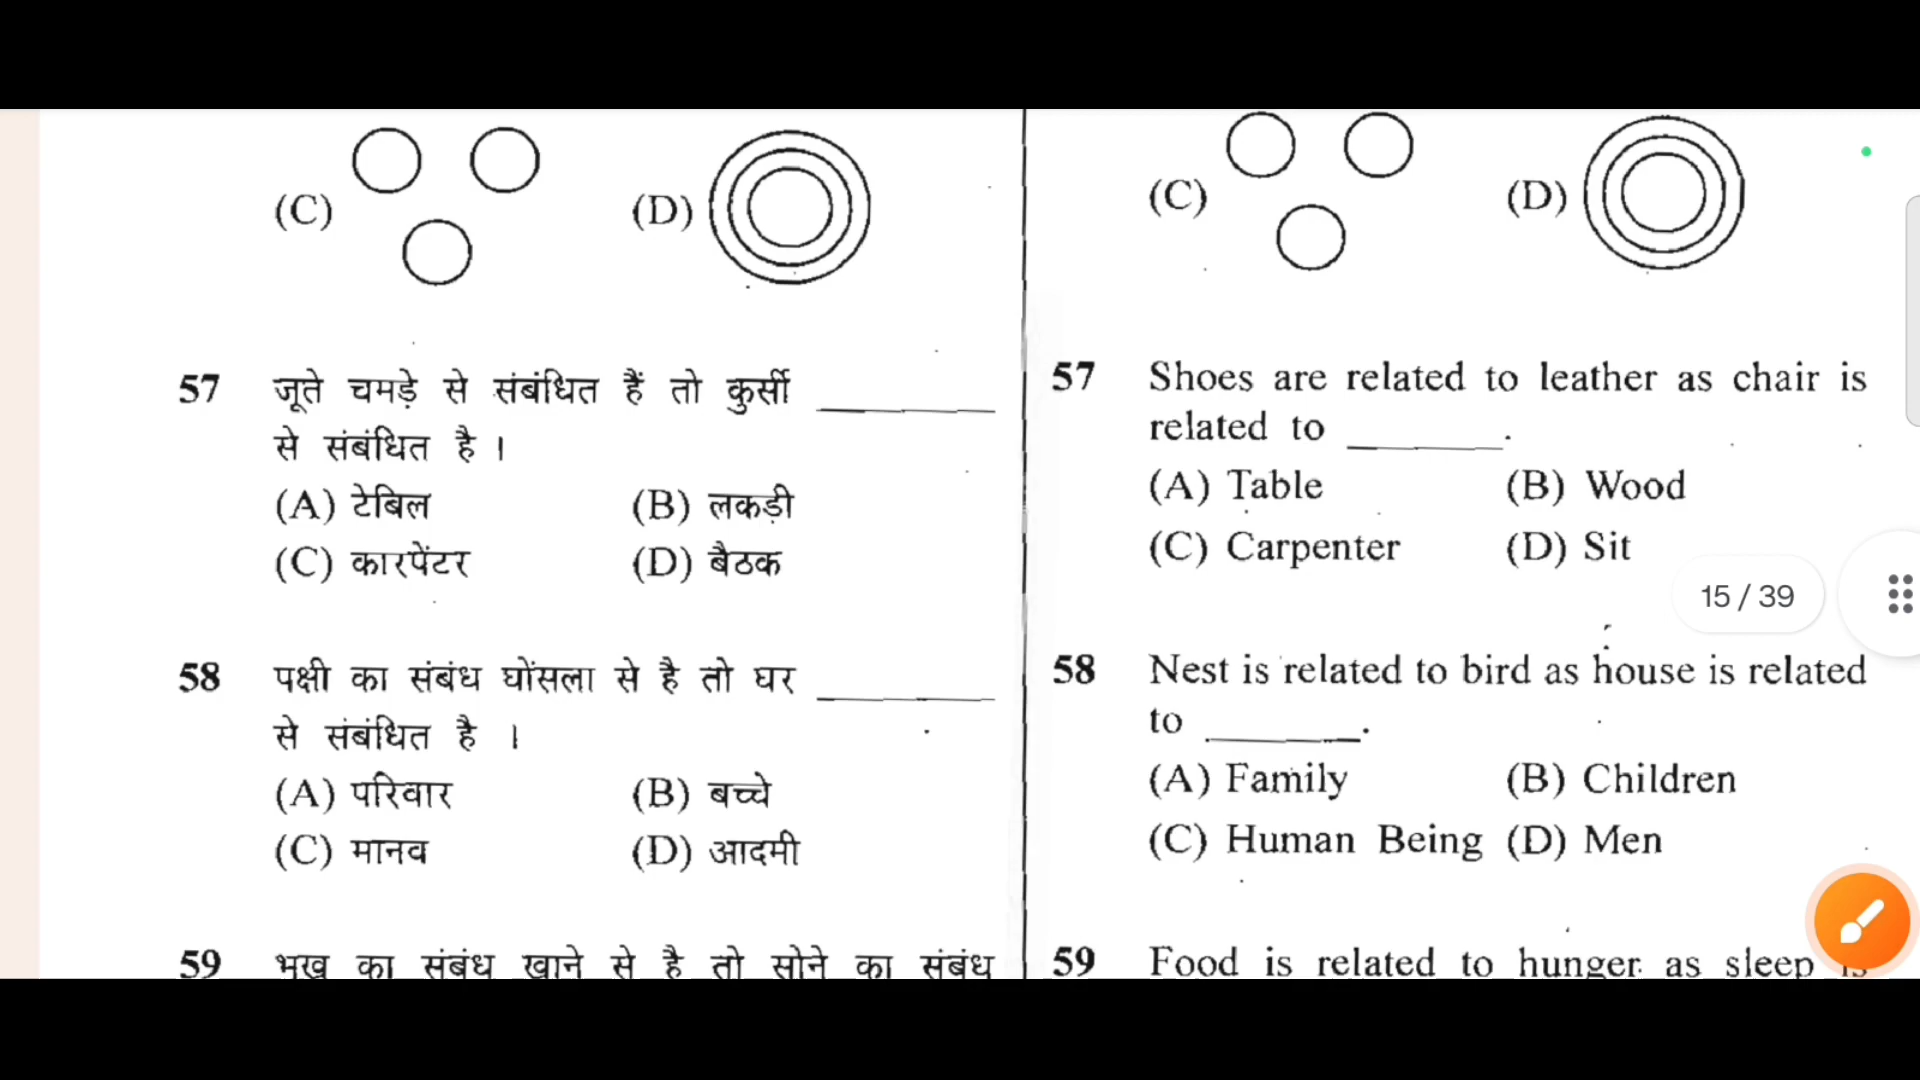 (C)
(D)
57 जूते चमड़े से संबंधित हैं तो कुर्सी ________
से संबंधित है ।
(A) टेबिल (B) लकड़ी
(C) कारपेंटर (D) बैठक
58 पक्षी का संबंध घोंसला से है तो घर ________
से संबंधित है ।
(A) परिवार (B) बच्चे
(C) मानव (D) आदमी
59 भूख का संबंध खाने से है तो सोने का संबंध
(C)
(D)
57 Shoes are related to leather as chair is
related to ________.
(A) Table (B) Wood
(C) Carpenter (D) Sit
58 Nest is related to bird as house is related
to ________.
(A) Family (B) Children
(C) Human Being (D) Men
59 Food is related to hunger as sleep is
15 / 39